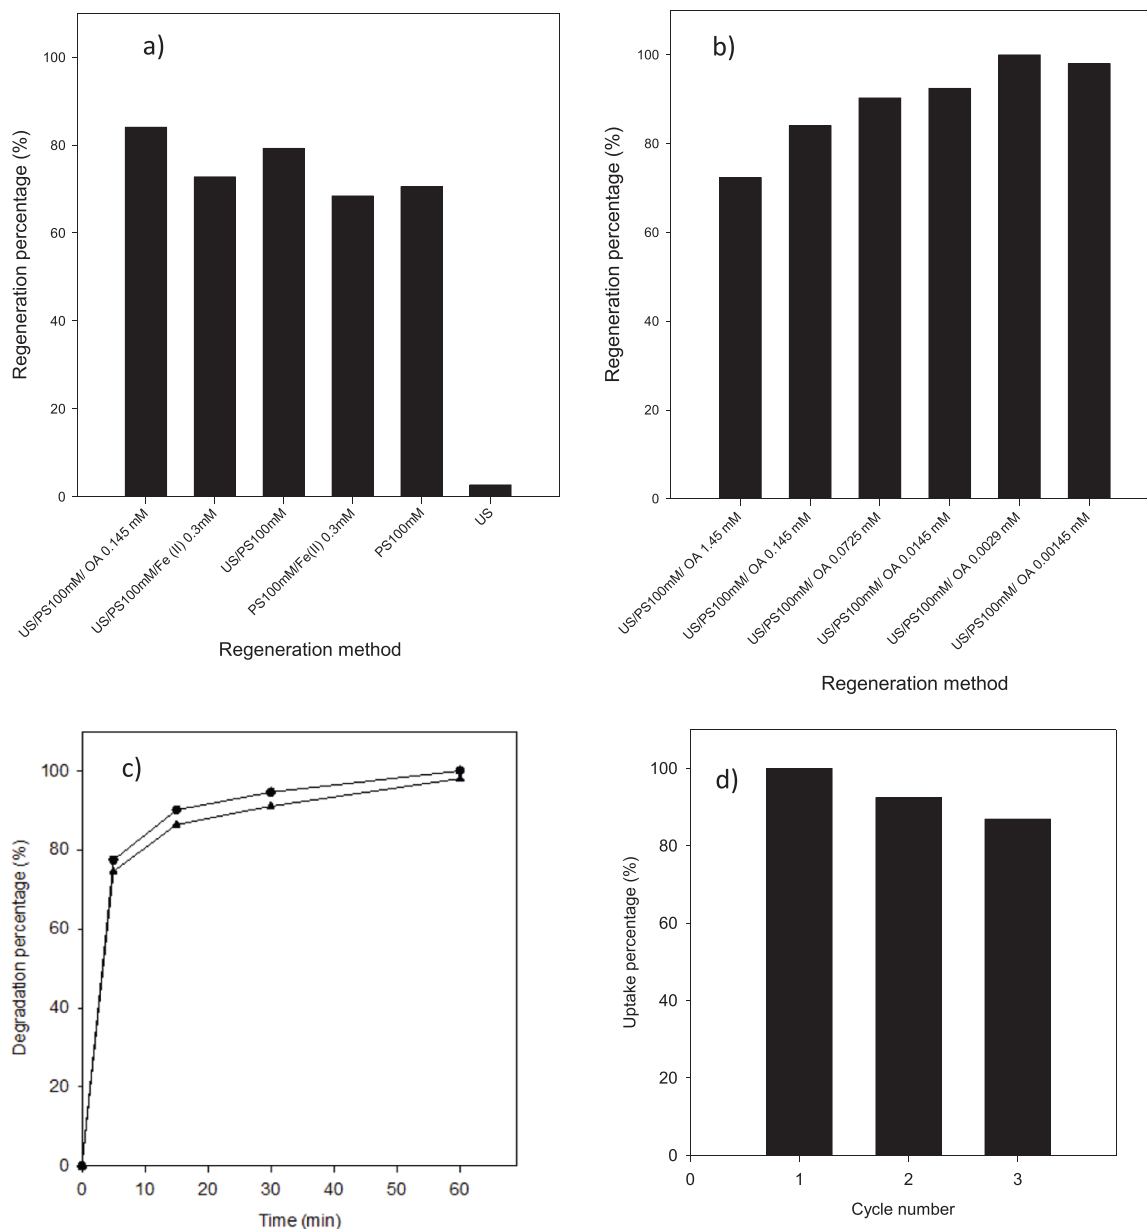 a)
Regeneration percentage (%)
100
80
60
40
20
0
US/PS100mM/ OA 0.145 mM
US/PS100mM/Fe (II) 0.3mM
US/PS100mM
PS100mM/Fe(II) 0.3mM
PS100mM
US
Regeneration method
b)
Regeneration percentage (%)
100
80
60
40
20
0
US/PS100mM/ OA 1.45 mM
US/PS100mM/ OA 0.145 mM
US/PS100mM/ OA 0.0725 mM
US/PS100mM/ OA 0.0145 mM
US/PS100mM/ OA 0.0029 mM
US/PS100mM/ OA 0.00145 mM
Regeneration method
c)
Degradation percentage (%)
100
80
60
40
20
0
0 10 20 30 40 50 60
Time (min)
d)
Uptake percentage (%)
100
80
60
40
20
0
0 1 2 3
Cycle number